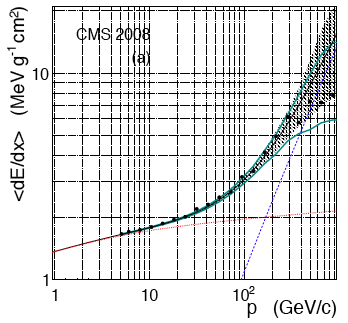 CMS 2008
(a)
<dE/dx> (MeV g⁻¹ cm²)
10
1
1 10 10²
p (GeV/c)